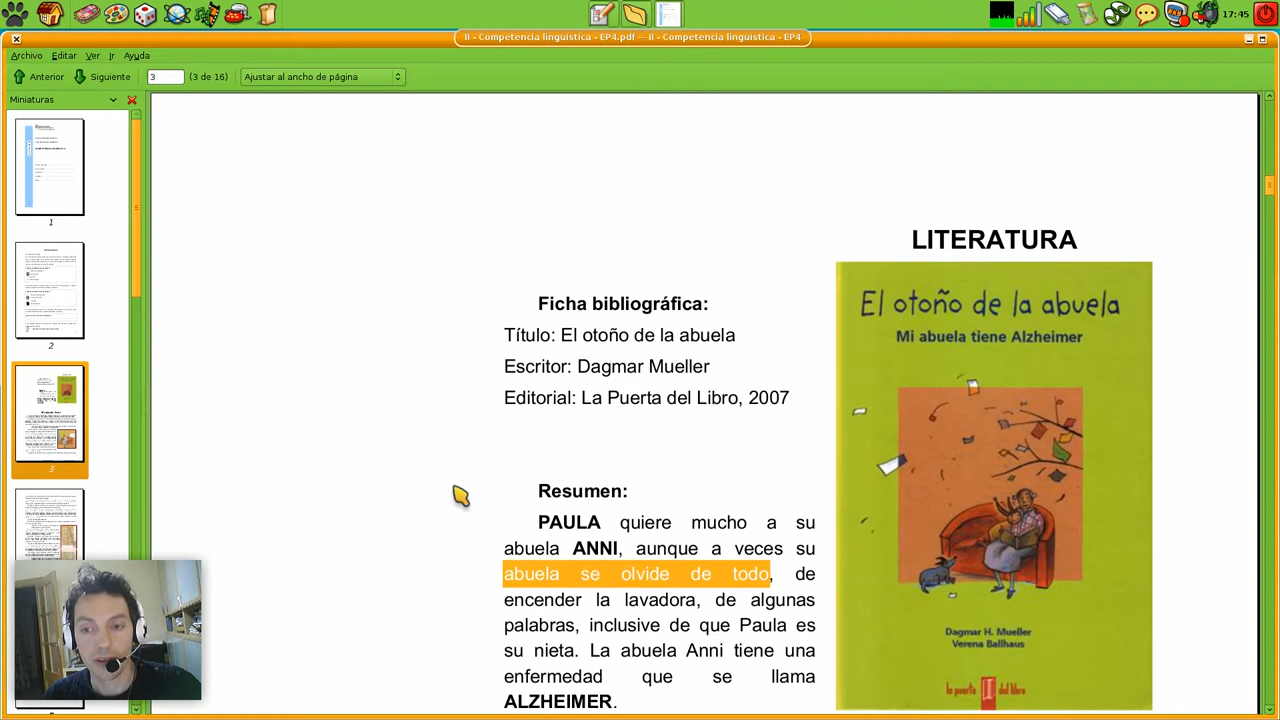 17:45
II - Competencia lingüistica - EP4.pdf — II - Competencia lingüistica - EP4
Archivo Editar Ver Ir Ayuda
Anterior Siguiente 3 (3 de 16) Ajustar al ancho de página
Miniaturas
1
2
3
LITERATURA
Ficha bibliográfica:
Título: El otoño de la abuela
Escritor: Dagmar Mueller
Editorial: La Puerta del Libro, 2007
Resumen:
PAULA quiere mucho a su
abuela ANNI, aunque a veces su
abuela se olvide de todo, de
encender la lavadora, de algunas
palabras, inclusive de que Paula es
su nieta. La abuela Anni tiene una
enfermedad que se llama
ALZHEIMER.
El otoño de la abuela
Mi abuela tiene Alzheimer
Dagmar H. Mueller
Verena Ballhaus
la puerta del libro